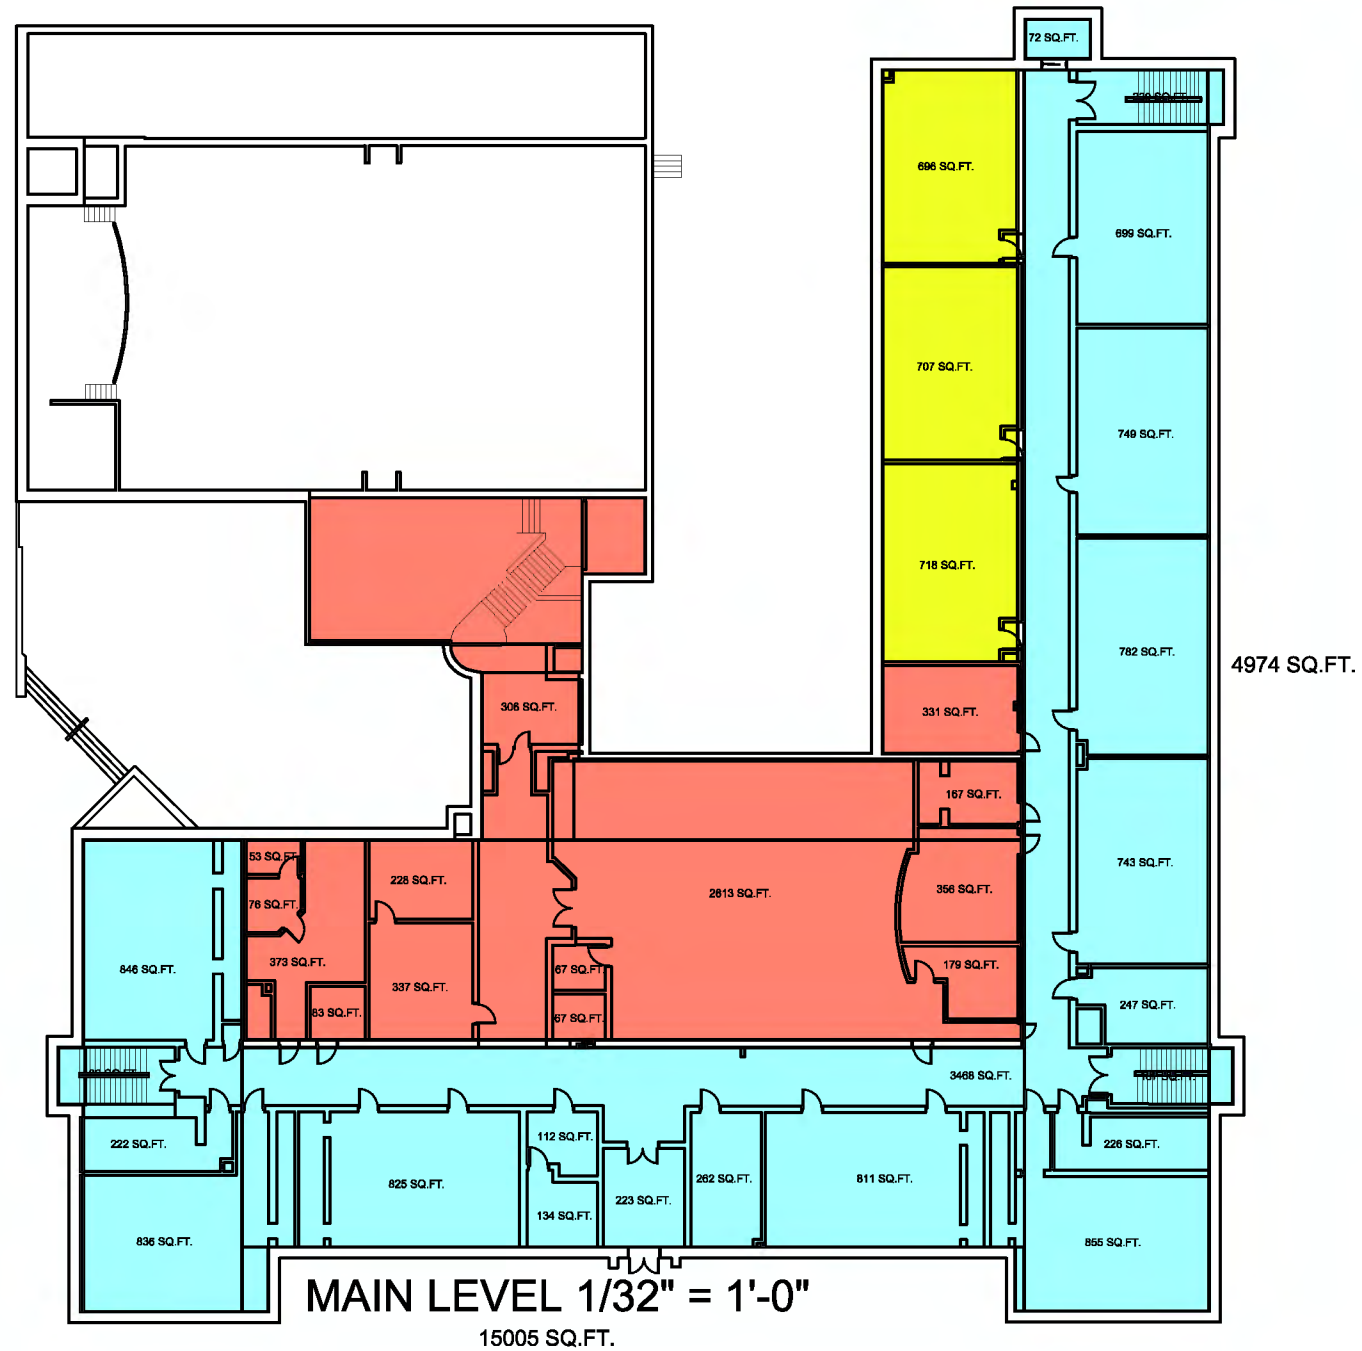 72 SQ.FT.
696 SQ.FT.
699 SQ.FT.
707 SQ.FT.
749 SQ.FT.
718 SQ.FT.
782 SQ.FT.
4974 SQ.FT.
306 SQ.FT.
331 SQ.FT.
167 SQ.FT.
53 SQ.FT.
228 SQ.FT.
2613 SQ.FT.
356 SQ.FT.
743 SQ.FT.
76 SQ.FT.
846 SQ.FT.
373 SQ.FT.
337 SQ.FT.
67 SQ.FT.
179 SQ.FT.
83 SQ.FT.
67 SQ.FT.
247 SQ.FT.
3468 SQ.FT.
222 SQ.FT.
112 SQ.FT.
226 SQ.FT.
825 SQ.FT.
223 SQ.FT.
262 SQ.FT.
811 SQ.FT.
134 SQ.FT.
836 SQ.FT.
855 SQ.FT.
MAIN LEVEL 1/32" = 1'-0"
15005 SQ.FT.